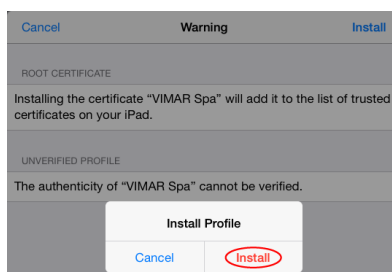 Cancel Warning Install
ROOT CERTIFICATE
Installing the certificate “VIMAR Spa” will add it to the list of trusted
certificates on your iPad.
UNVERIFIED PROFILE
The authenticity of “VIMAR Spa” cannot be verified.
Install Profile
Cancel Install